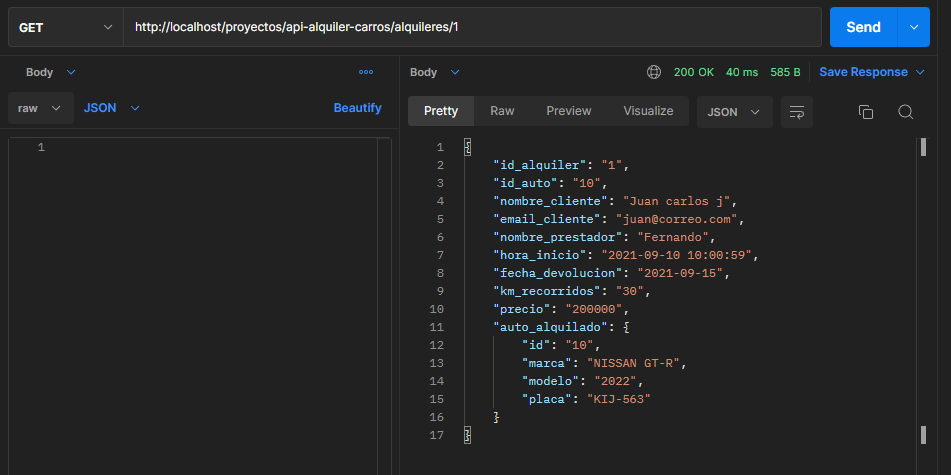 GET http://localhost/proyectos/api-alquiler-carros/alquileres/1 Send
Body
raw JSON Beautify
1
Body 200 OK 40 ms 585 B Save Response
Pretty Raw Preview Visualize JSON
1 {
2 "id_alquiler": "1",
3 "id_auto": "10",
4 "nombre_cliente": "Juan carlos j",
5 "email_cliente": "juan@correo.com",
6 "nombre_prestador": "Fernando",
7 "hora_inicio": "2021-09-10 10:00:59",
8 "fecha_devolucion": "2021-09-15",
9 "km_recorridos": "30",
10 "precio": "200000",
11 "auto_alquilado": {
12 "id": "10",
13 "marca": "NISSAN GT-R",
14 "modelo": "2022",
15 "placa": "KIJ-563"
16 }
17 }